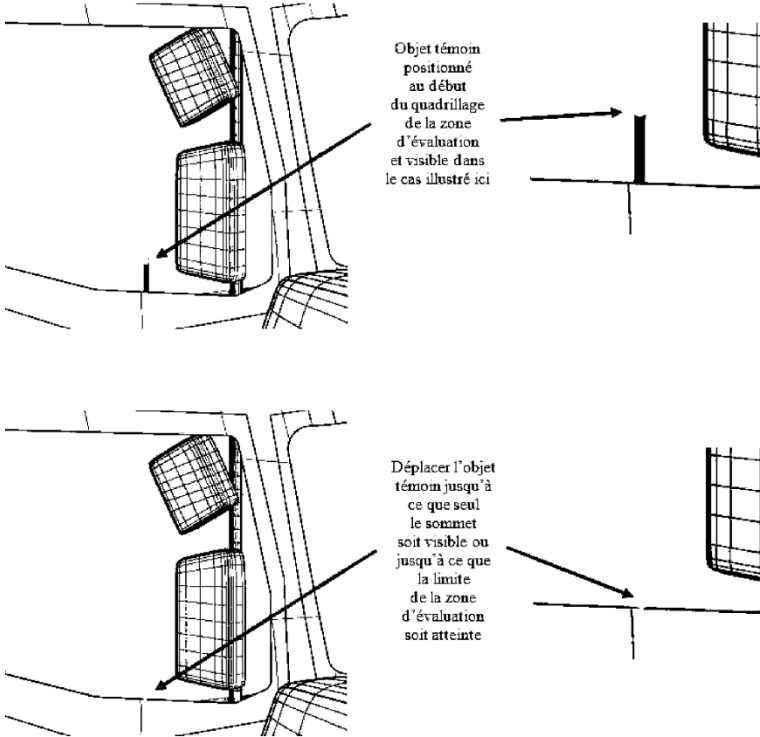 Objet témoin
positionné
au début
du quadrillage
de la zone
d’évaluation
et visible dans
le cas illustré ici
Déplacer l’objet
témoin jusqu’à
ce que seul
le sommet
soit visible ou
jusqu’à ce que
la limite
de la zone
d’évaluation
soit atteinte